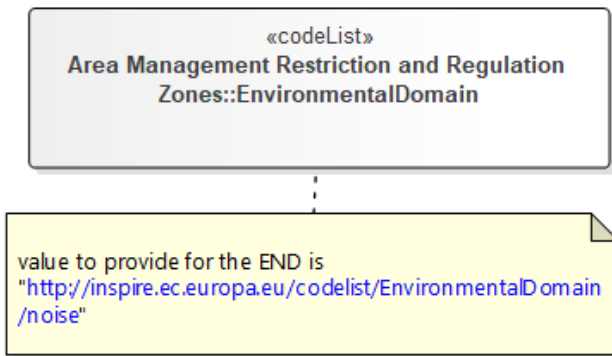 «codeList»
Area Management Restriction and Regulation
Zones::EnvironmentalDomain
value to provide for the END is
"http://inspire.ec.europa.eu/codelist/EnvironmentalDomain
/noise"